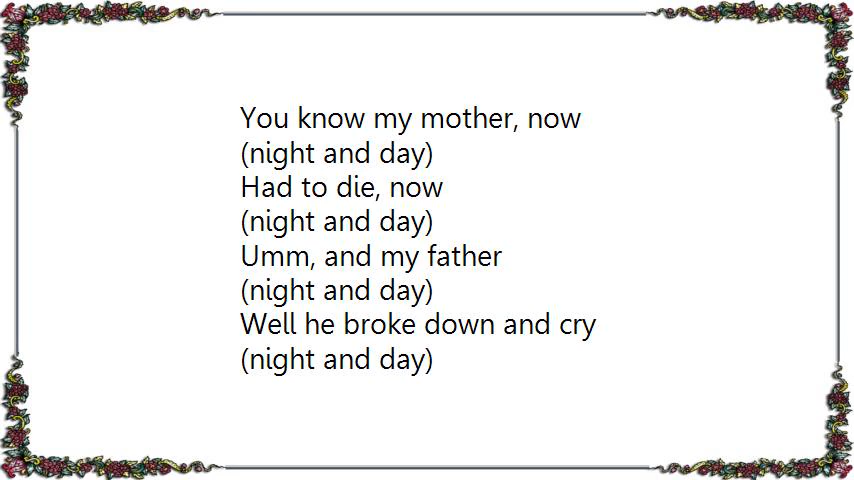 You know my mother, now
(night and day)
Had to die, now
(night and day)
Umm, and my father
(night and day)
Well he broke down and cry
(night and day)